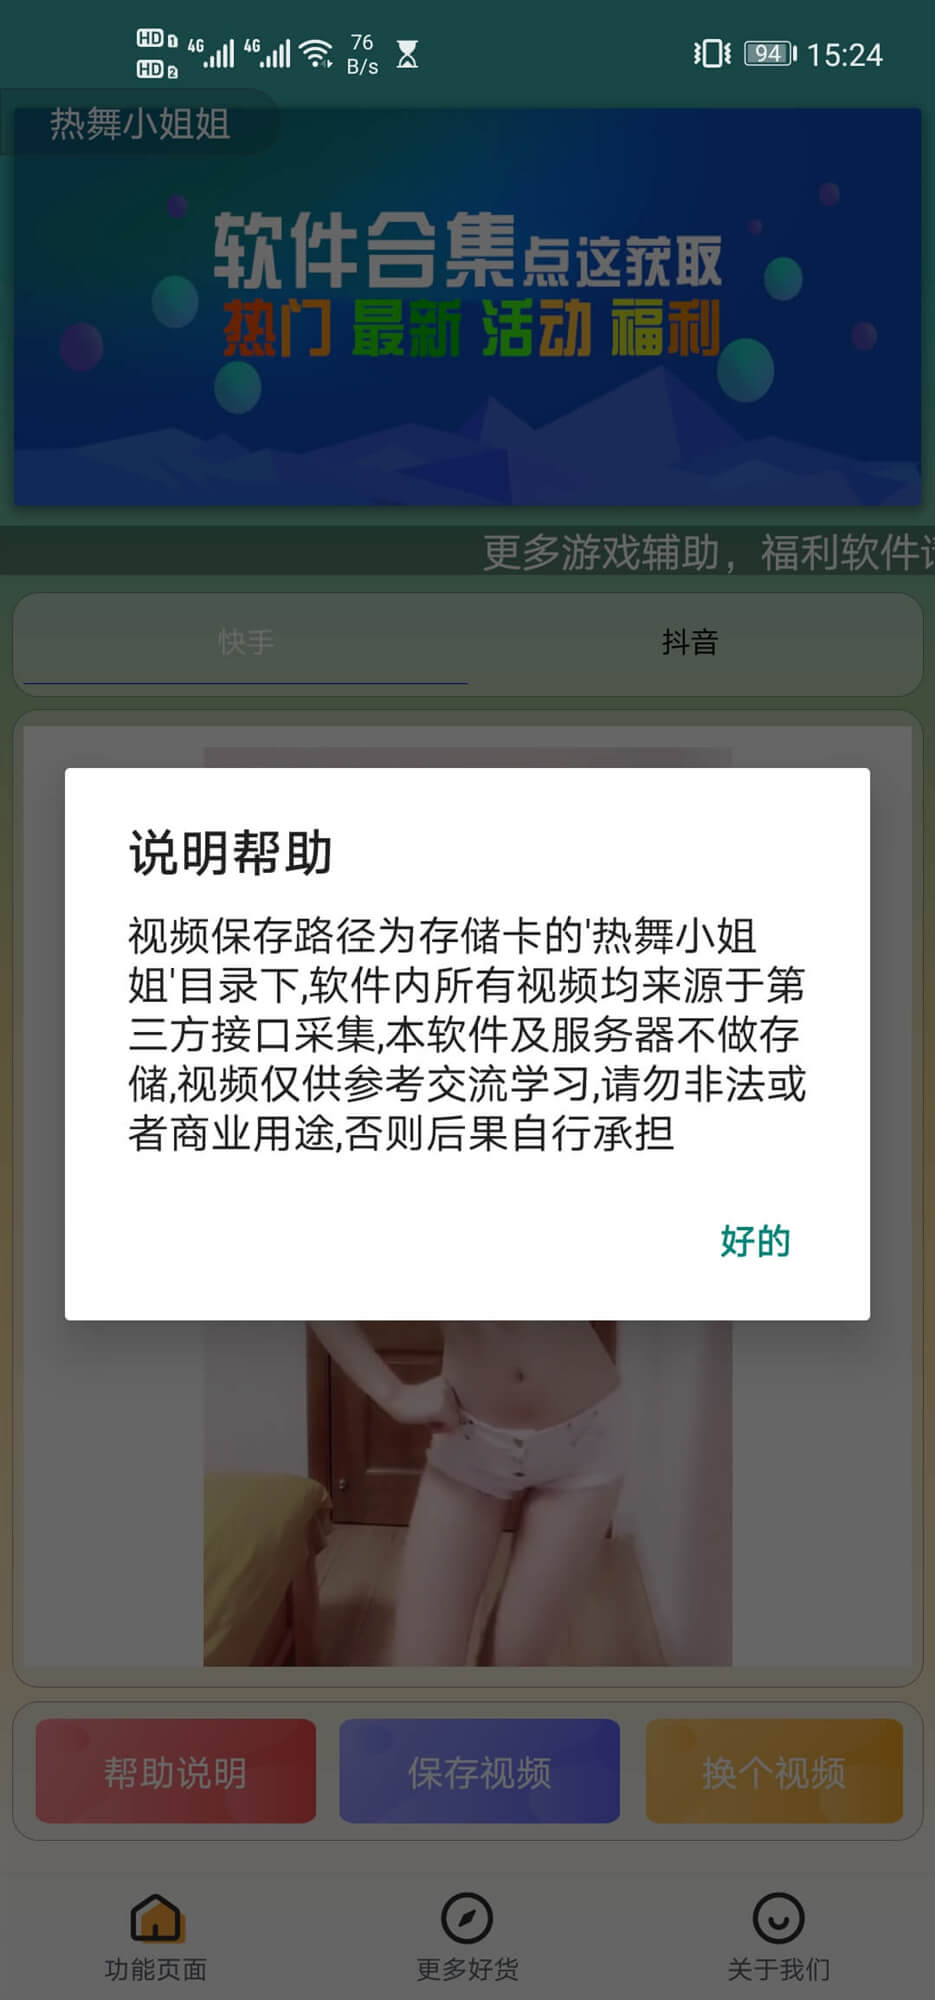 HD 1 4G 4G 76 94 15:24
HD 2 B/s
热舞小姐姐
软件合集点这获取
热门 最新 活动 福利
更多游戏辅助，福利软件
快手 抖音
说明帮助
视频保存路径为存储卡的'热舞小姐
姐'目录下,软件内所有视频均来源于第
三方接口采集,本软件及服务器不做存
储,视频仅供参考交流学习,请勿非法或
者商业用途,否则后果自行承担
好的
帮助说明 保存视频 换个视频
功能页面 更多好货 关于我们